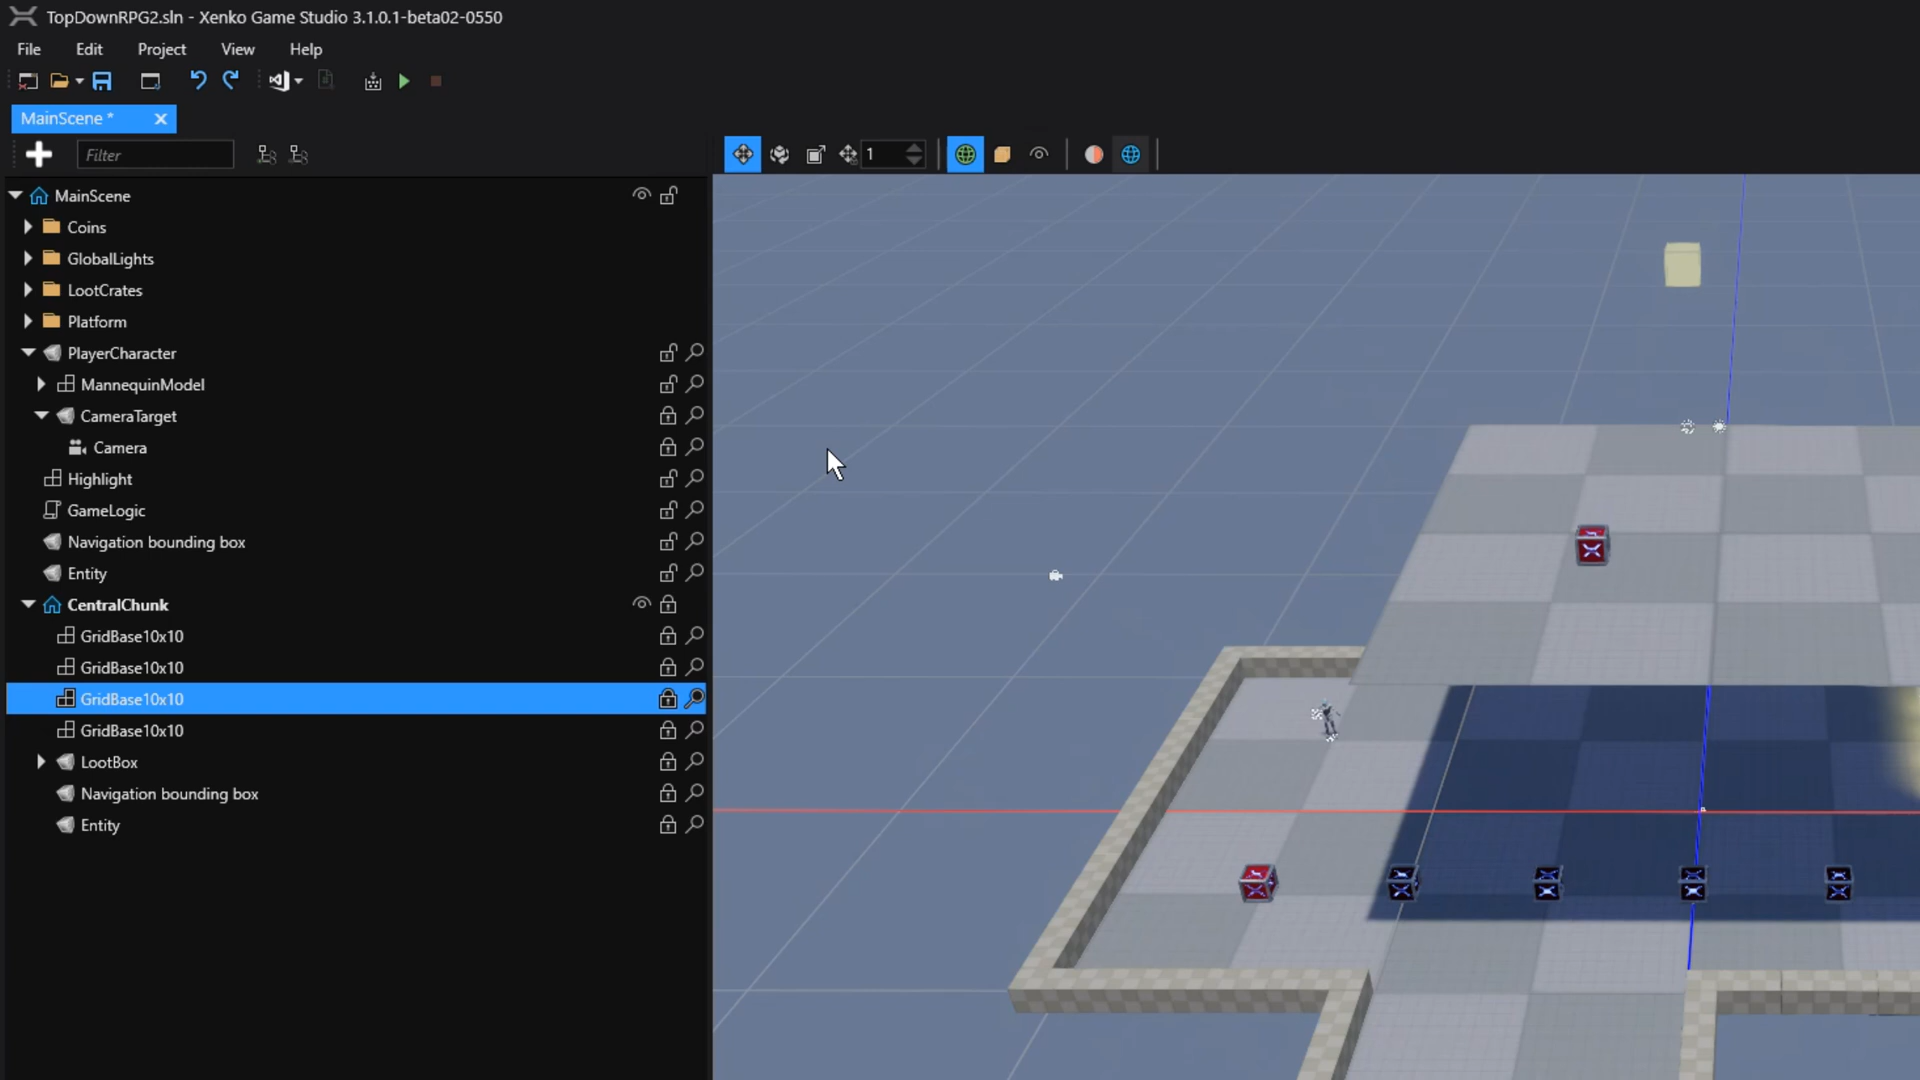 TopDownRPG2.sln - Xenko Game Studio 3.1.0.1-beta02-0550
File Edit Project View Help
MainScene *
Filter
1
MainScene
Coins
GlobalLights
LootCrates
Platform
PlayerCharacter
MannequinModel
CameraTarget
Camera
Highlight
GameLogic
Navigation bounding box
Entity
CentralChunk
GridBase10x10
GridBase10x10
GridBase10x10
GridBase10x10
LootBox
Navigation bounding box
Entity